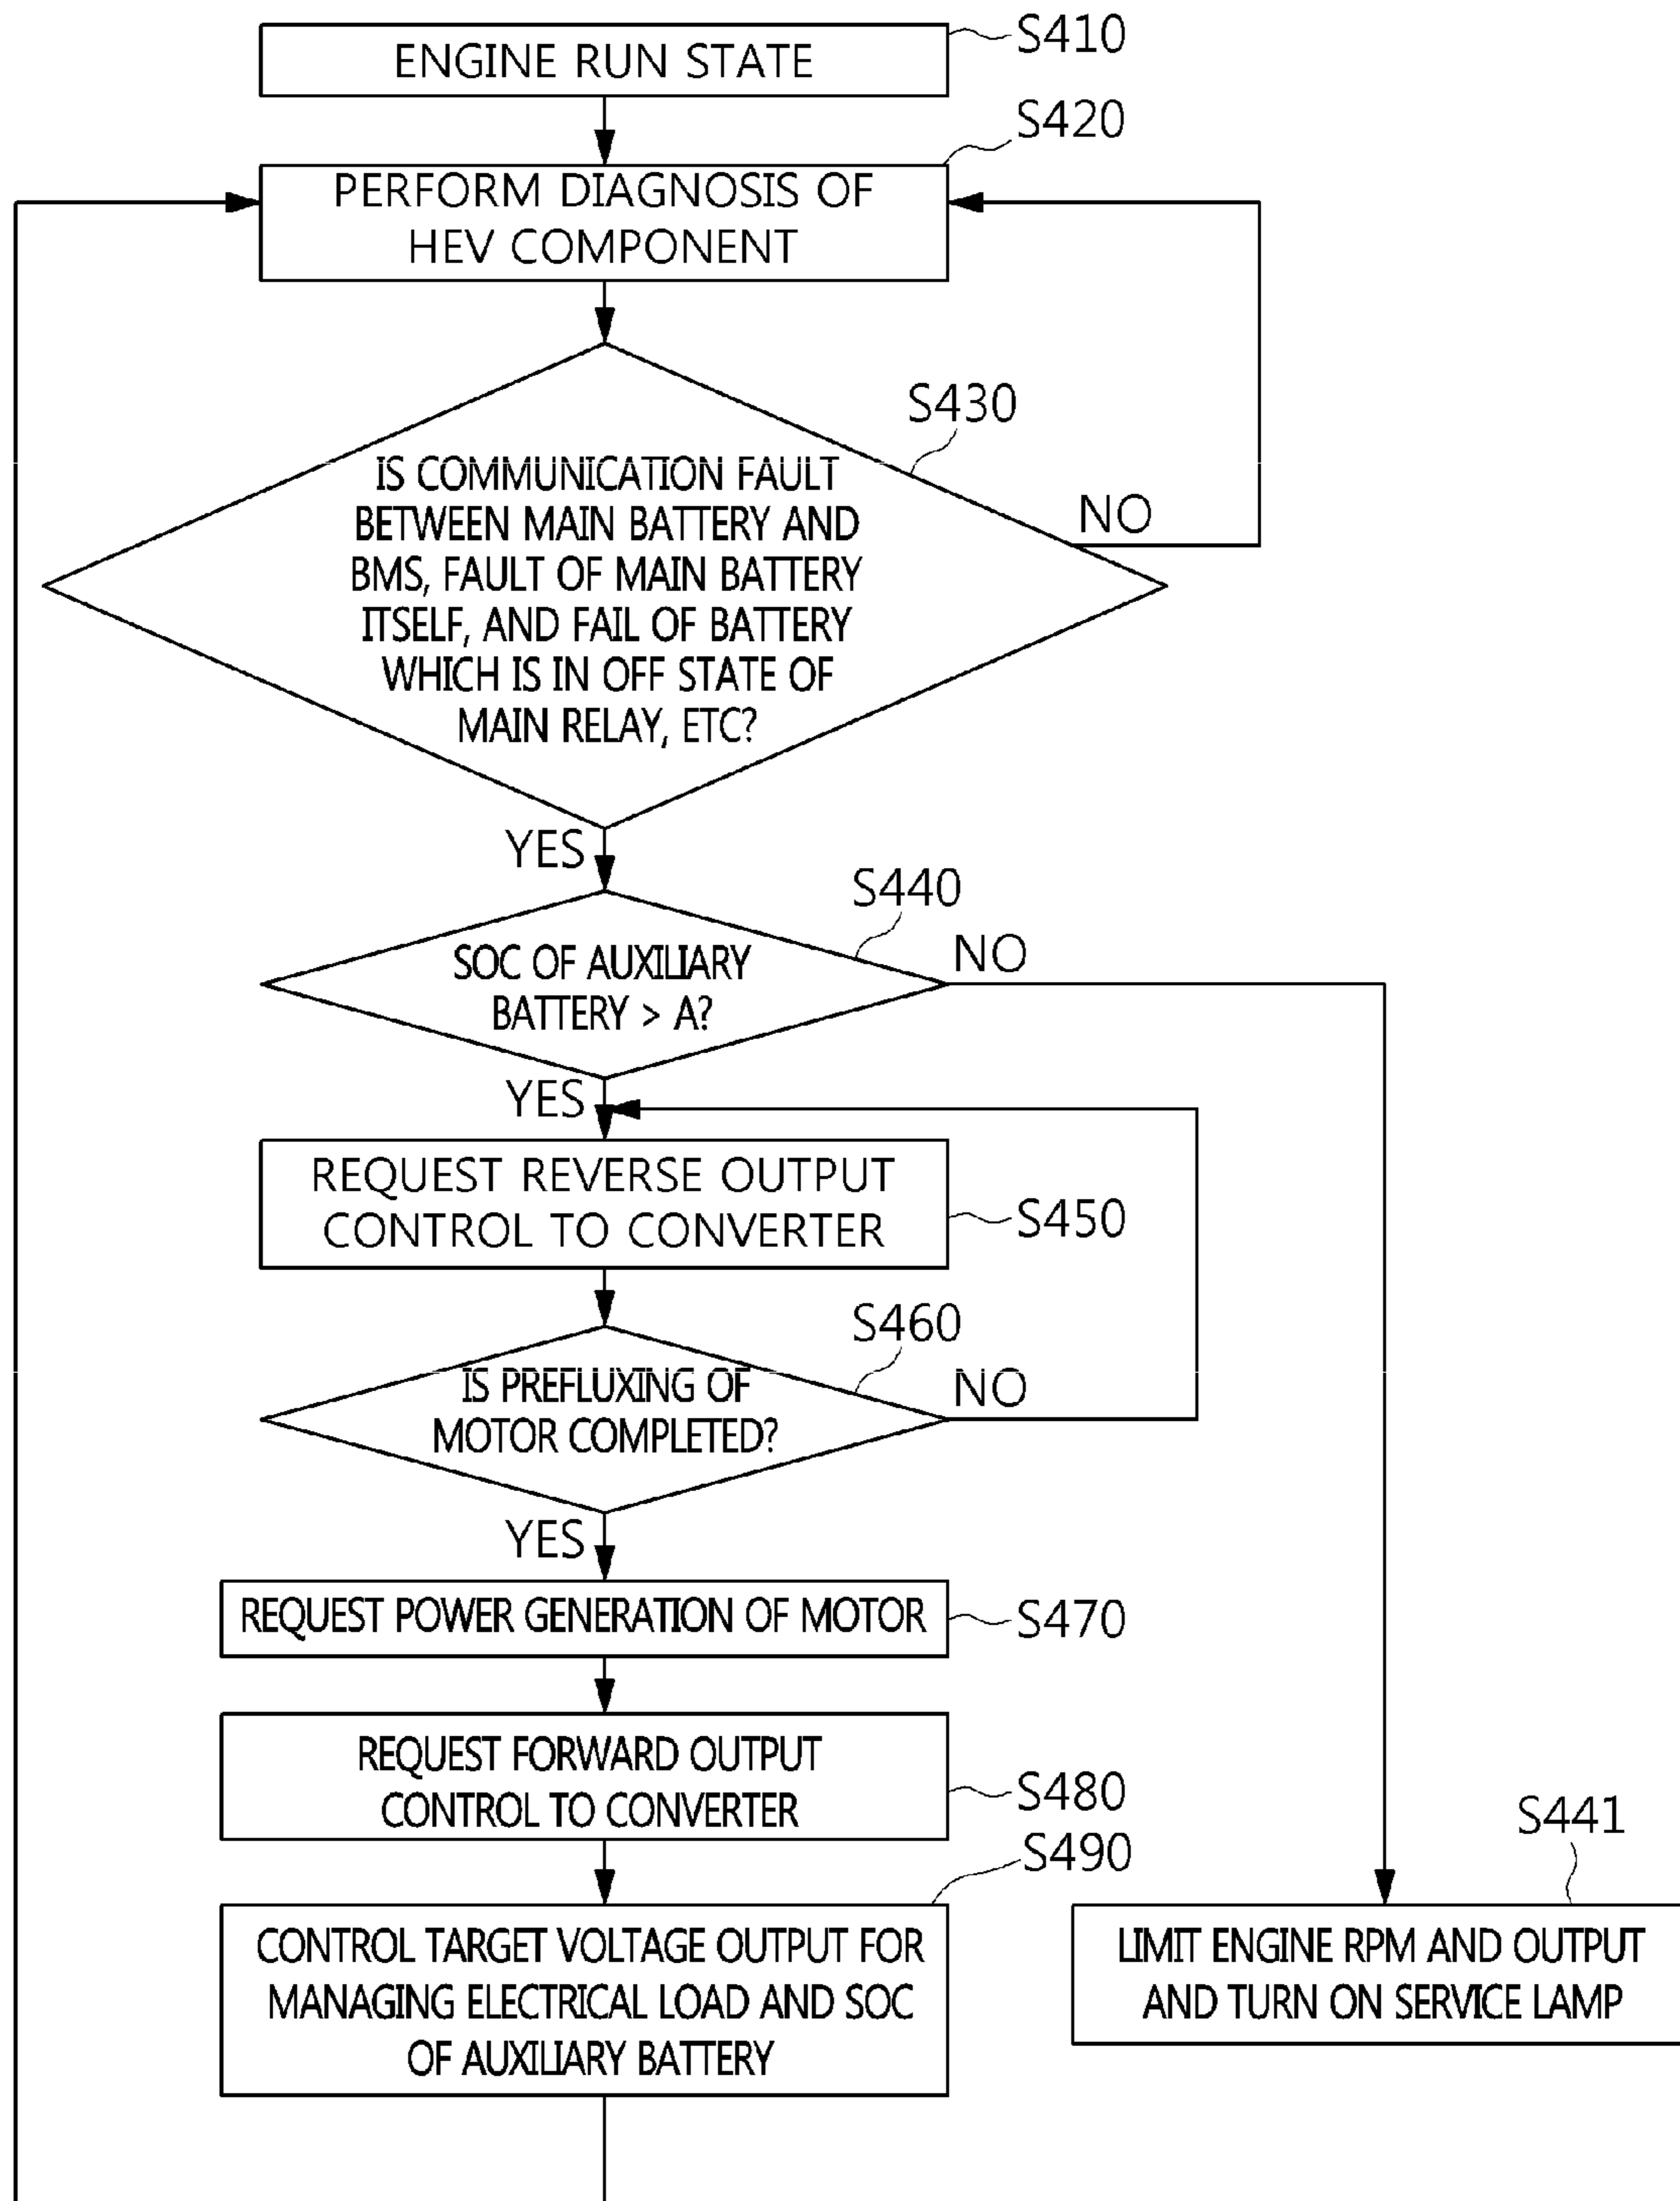 S410
ENGINE RUN STATE
S420
PERFORM DIAGNOSIS OF
HEV COMPONENT
S430
IS COMMUNICATION FAULT
BETWEEN MAIN BATTERY AND
BMS, FAULT OF MAIN BATTERY
ITSELF, AND FAIL OF BATTERY
WHICH IS IN OFF STATE OF
MAIN RELAY, ETC?
NO
YES
S440
SOC OF AUXILIARY
BATTERY > A?
NO
YES
REQUEST REVERSE OUTPUT
CONTROL TO CONVERTER
S450
S460
IS PREFLUXING OF
MOTOR COMPLETED?
NO
YES
REQUEST POWER GENERATION OF MOTOR
S470
REQUEST FORWARD OUTPUT
CONTROL TO CONVERTER
S480
S490
CONTROL TARGET VOLTAGE OUTPUT FOR
MANAGING ELECTRICAL LOAD AND SOC
OF AUXILIARY BATTERY
S441
LIMIT ENGINE RPM AND OUTPUT
AND TURN ON SERVICE LAMP